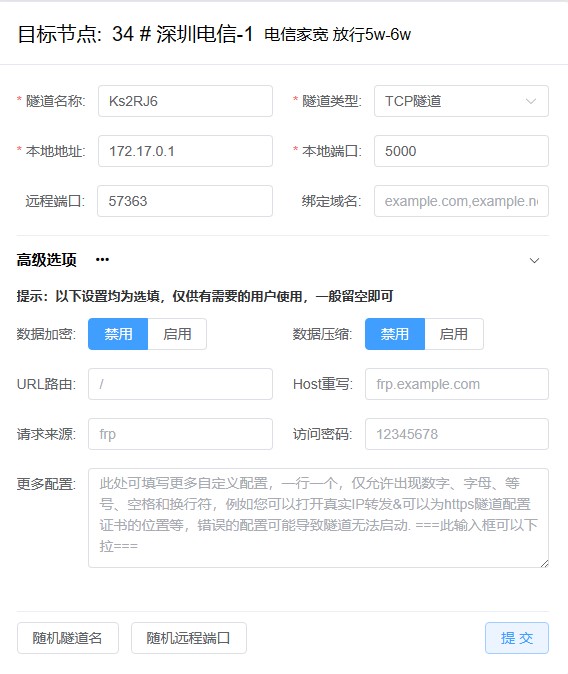 目标节点: 34 # 深圳电信-1 电信家宽 放行5w-6w
* 隧道名称: Ks2RJ6 * 隧道类型: TCP隧道
* 本地地址: 172.17.0.1 * 本地端口: 5000
远程端口: 57363 绑定域名: example.com,example.ne
高级选项 •••
提示：以下设置均为选填，仅供有需要的用户使用，一般留空即可
数据加密: 禁用 启用 数据压缩: 禁用 启用
URL路由: / Host重写: frp.example.com
请求来源: frp 访问密码: 12345678
更多配置: 此处可填写更多自定义配置，一行一个，仅允许出现数字、字母、等
号、空格和换行符，例如您可以打开真实IP转发&可以为https隧道配置
证书的位置等，错误的配置可能导致隧道无法启动. ===此输入框可以下
拉===
随机隧道名 随机远程端口 提 交